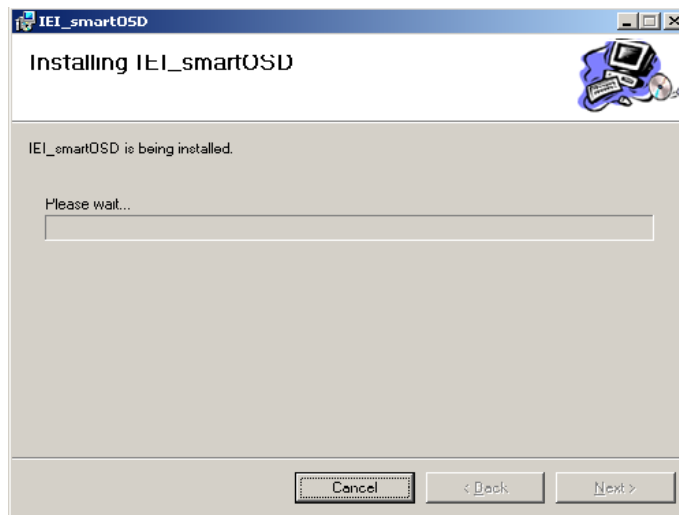 IEI_smartOSD
Installing IEI_smartOSD
IEI_smartOSD is being installed.
Please wait...
Cancel
< Back
Next >